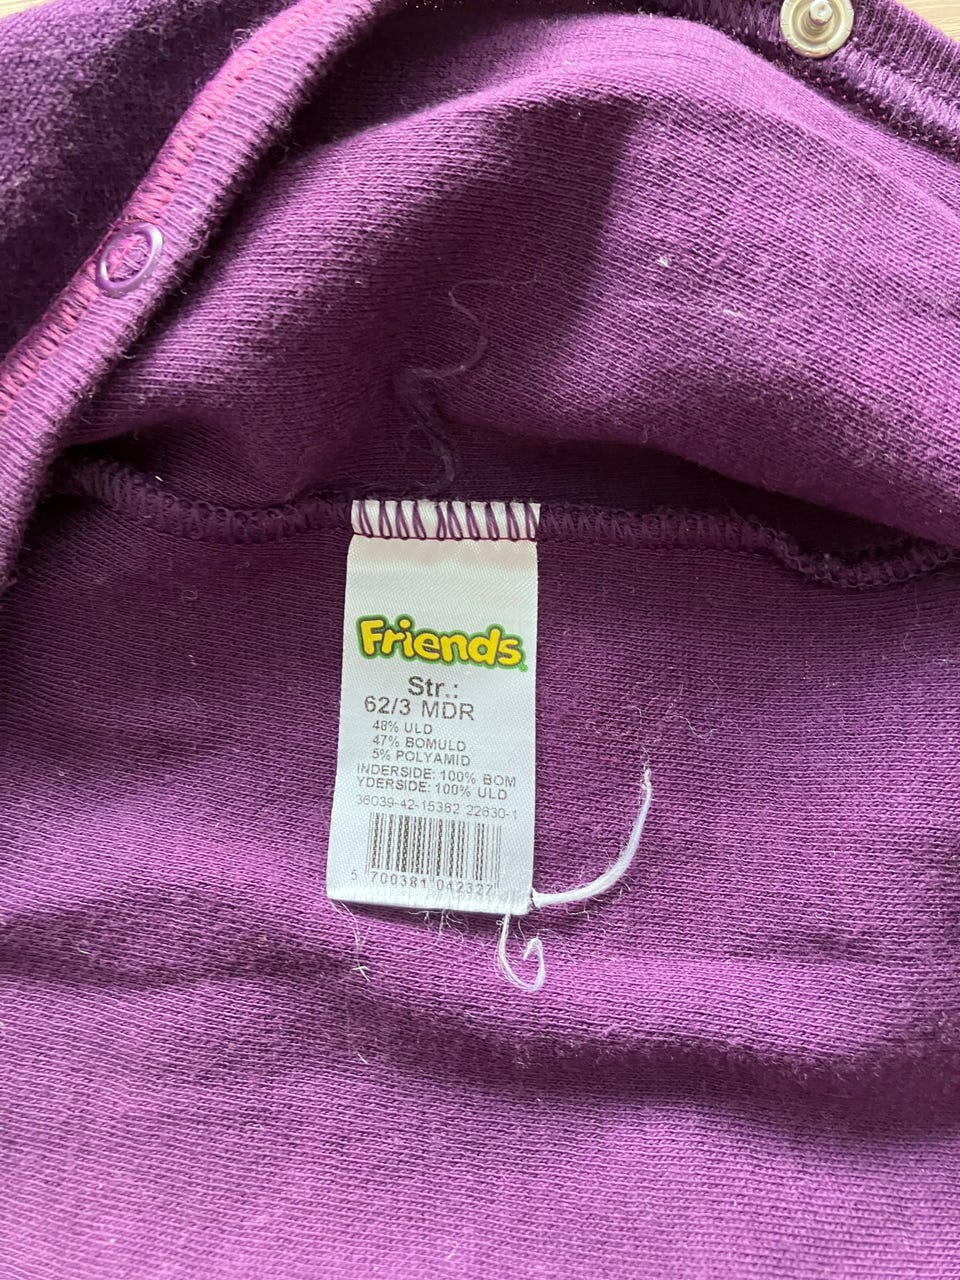 Friends
Str.:
62/3 MDR
48% ULD
47% BOMULD
5% POLYAMID
INDERSIDE: 100% BOM
YDERSIDE: 100% ULD
36039-42-15362 22630-1
5 700381 042327